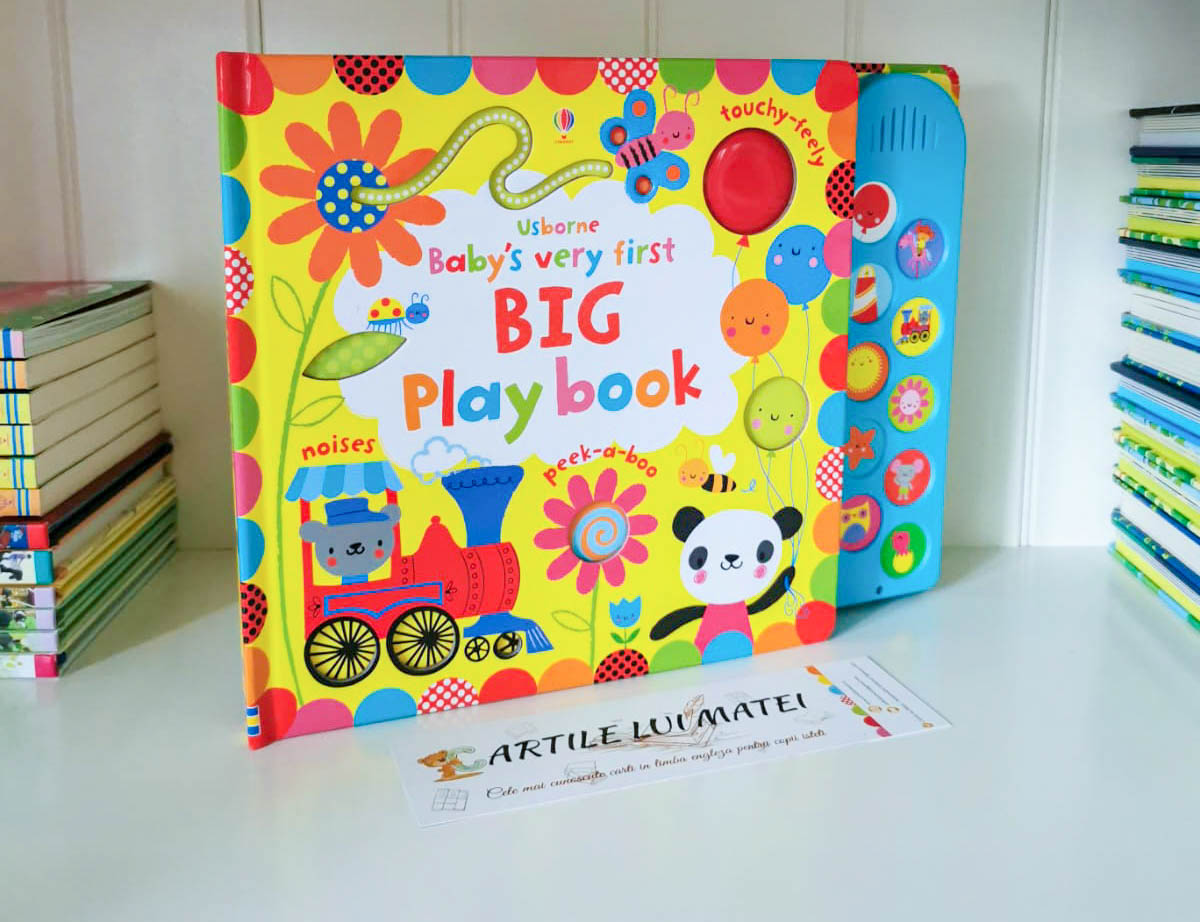 touchy-feely
Usborne
Baby's very first
BIG
Play book
noises
peek-a-boo
CARTILE LUI MATEI
Cele mai cunoscute carti in limba engleza pentru copii isteti